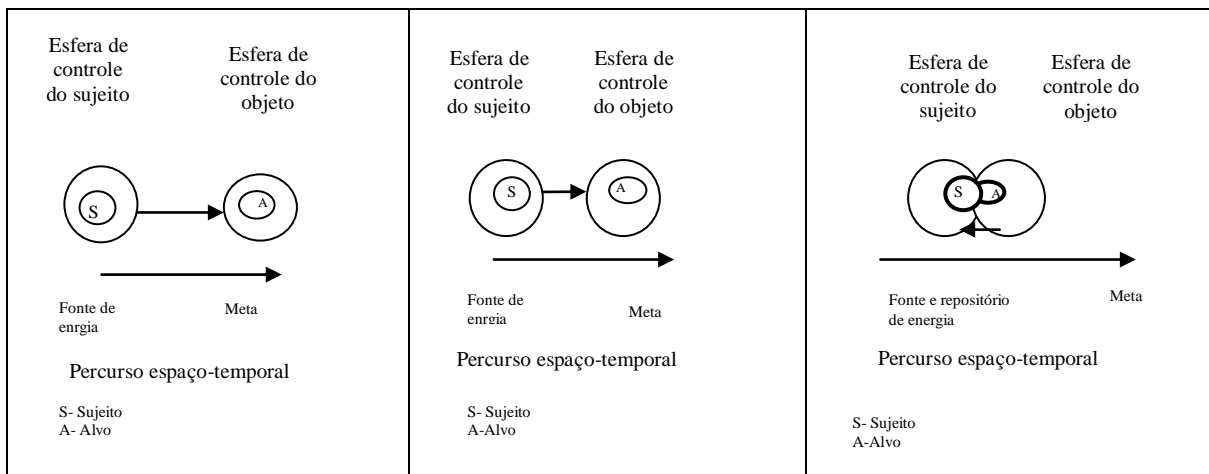 Esfera de
controle
do sujeito
Esfera de
controle do
objeto
S
A
Fonte de
enrgia
Meta
Percurso espaço-temporal
S- Sujeito
A- Alvo
Esfera de
controle
do sujeito
Esfera de
controle
do objeto
S
A
Fonte de
enrgia
Meta
Percurso espaço-temporal
S- Sujeito
A-Alvo
Esfera de
controle do
sujeito
Esfera de
controle do
objeto
S
A
Fonte e repositório
de energia
Meta
Percurso espaço-temporal
S- Sujeito
A-Alvo